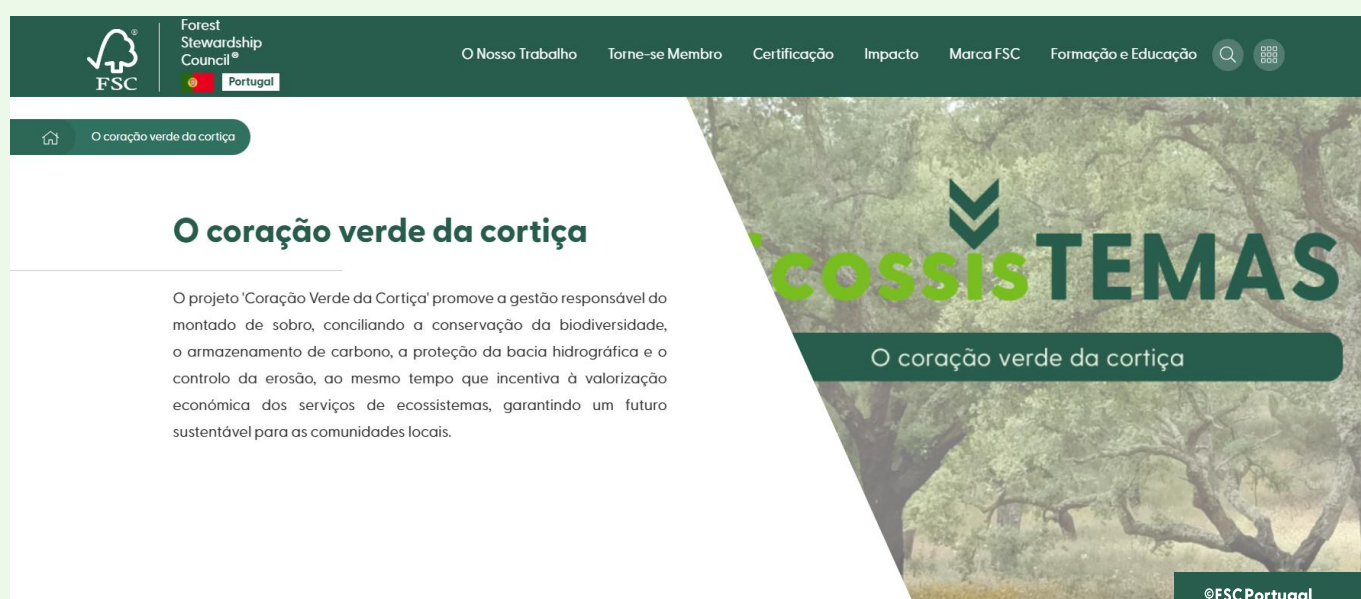 Forest
Stewardship
Council®
FSC
Portugal
O Nosso Trabalho
Torne-se Membro
Certificação
Impacto
Marca FSC
Formação e Educação
O coração verde da cortiça
O coração verde da cortiça
O projeto 'Coração Verde da Cortiça' promove a gestão responsável do
montado de sobro, conciliando a conservação da biodiversidade,
o armazenamento de carbono, a proteção da bacia hidrográfica e o
controlo da erosão, ao mesmo tempo que incentiva à valorização
económica dos serviços de ecossistemas, garantindo um futuro
sustentável para as comunidades locais.
EcossisTEMAS
O coração verde da cortiça
©FSC Portugal